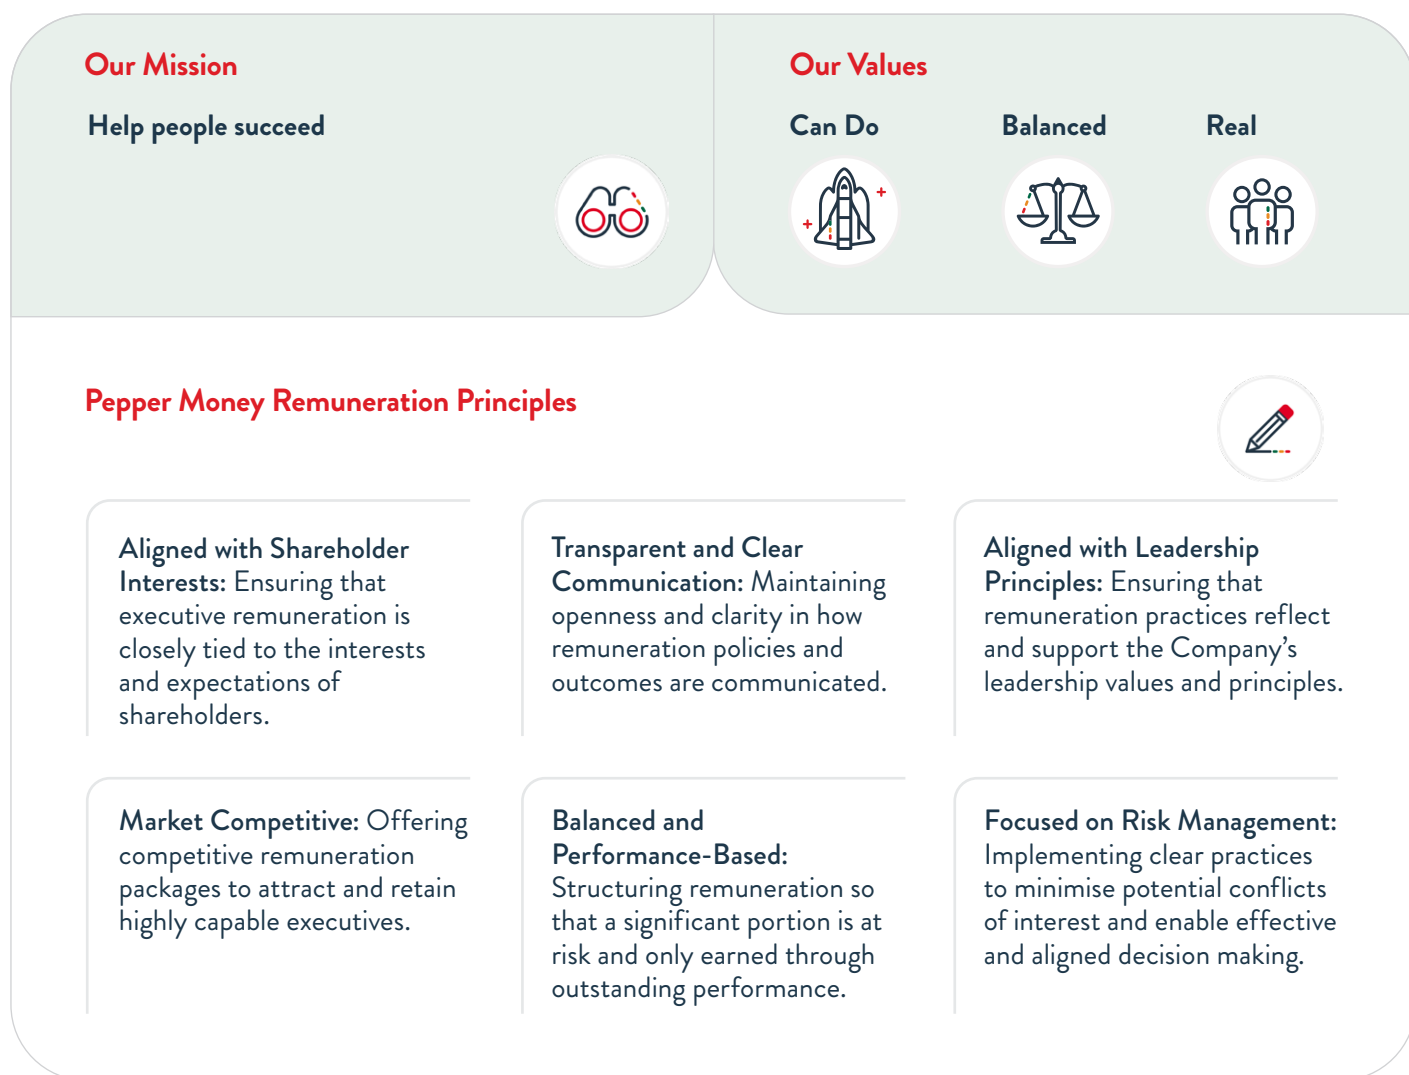 Our Mission
Help people succeed
Our Values
Can Do
Balanced
Real
Pepper Money Remuneration Principles
Aligned with Shareholder
Interests: Ensuring that
executive remuneration is
closely tied to the interests
and expectations of
shareholders.
Transparent and Clear
Communication: Maintaining
openness and clarity in how
remuneration policies and
outcomes are communicated.
Aligned with Leadership
Principles: Ensuring that
remuneration practices reflect
and support the Company’s
leadership values and principles.
Market Competitive: Offering
competitive remuneration
packages to attract and retain
highly capable executives.
Balanced and
Performance-Based:
Structuring remuneration so
that a significant portion is at
risk and only earned through
outstanding performance.
Focused on Risk Management:
Implementing clear practices
to minimise potential conflicts
of interest and enable effective
and aligned decision making.